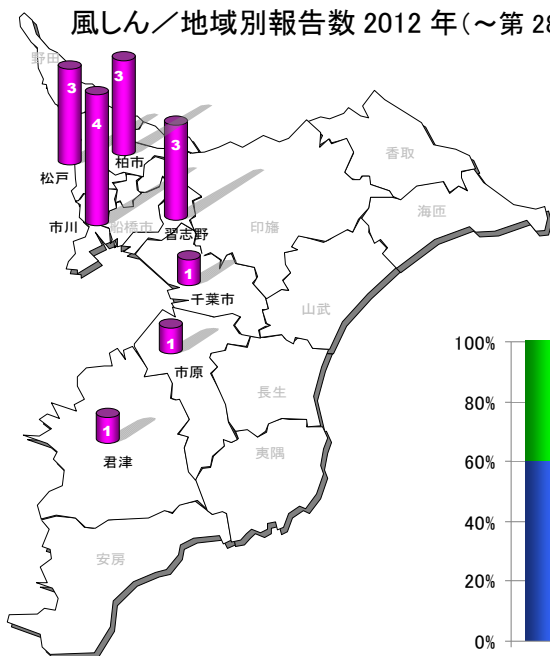 風しん／地域別報告数 2012 年(～第 28
野田
3
3
4
3
柏市
松戸
香取
海匝
市川
船橋市
習志野
印旛
1
千葉市
山武
1
市原
長生
1
君津
夷隅
安房
100%
80%
60%
40%
20%
0%